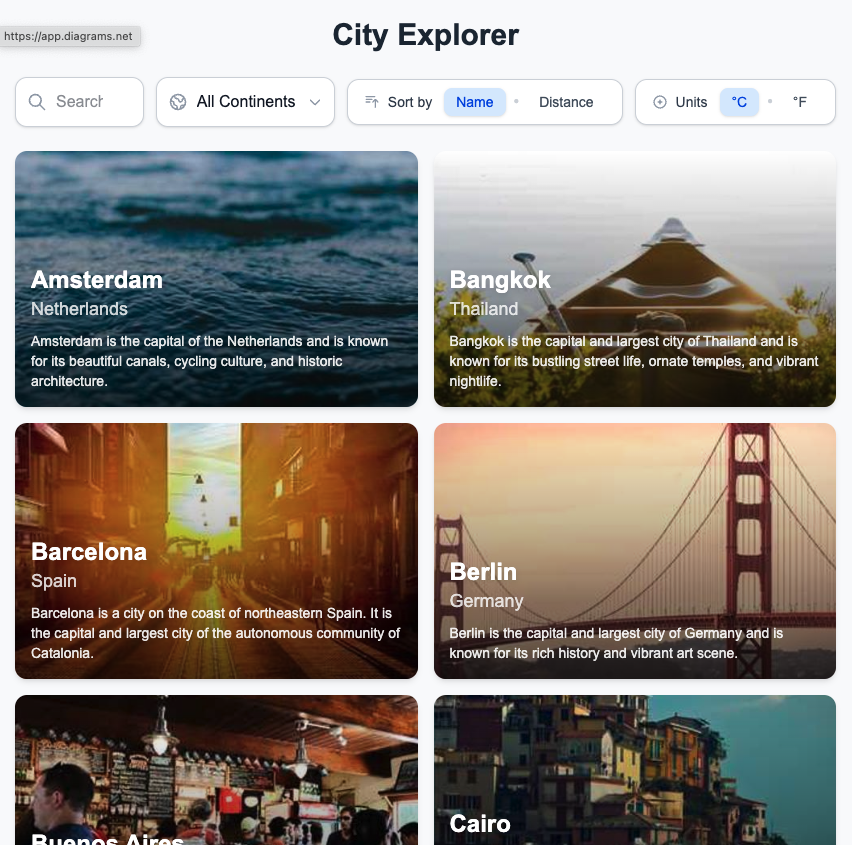 City Explorer
https://app.diagrams.net
Search
All Continents
Sort by Name Distance
Units °C °F
Amsterdam
Netherlands
Amsterdam is the capital of the Netherlands and is known
for its beautiful canals, cycling culture, and historic
architecture.
Bangkok
Thailand
Bangkok is the capital and largest city of Thailand and is
known for its bustling street life, ornate temples, and vibrant
nightlife.
Barcelona
Spain
Barcelona is a city on the coast of northeastern Spain. It is
the capital and largest city of the autonomous community of
Catalonia.
Berlin
Germany
Berlin is the capital and largest city of Germany and is
known for its rich history and vibrant art scene.
Buenos Aires
Cairo